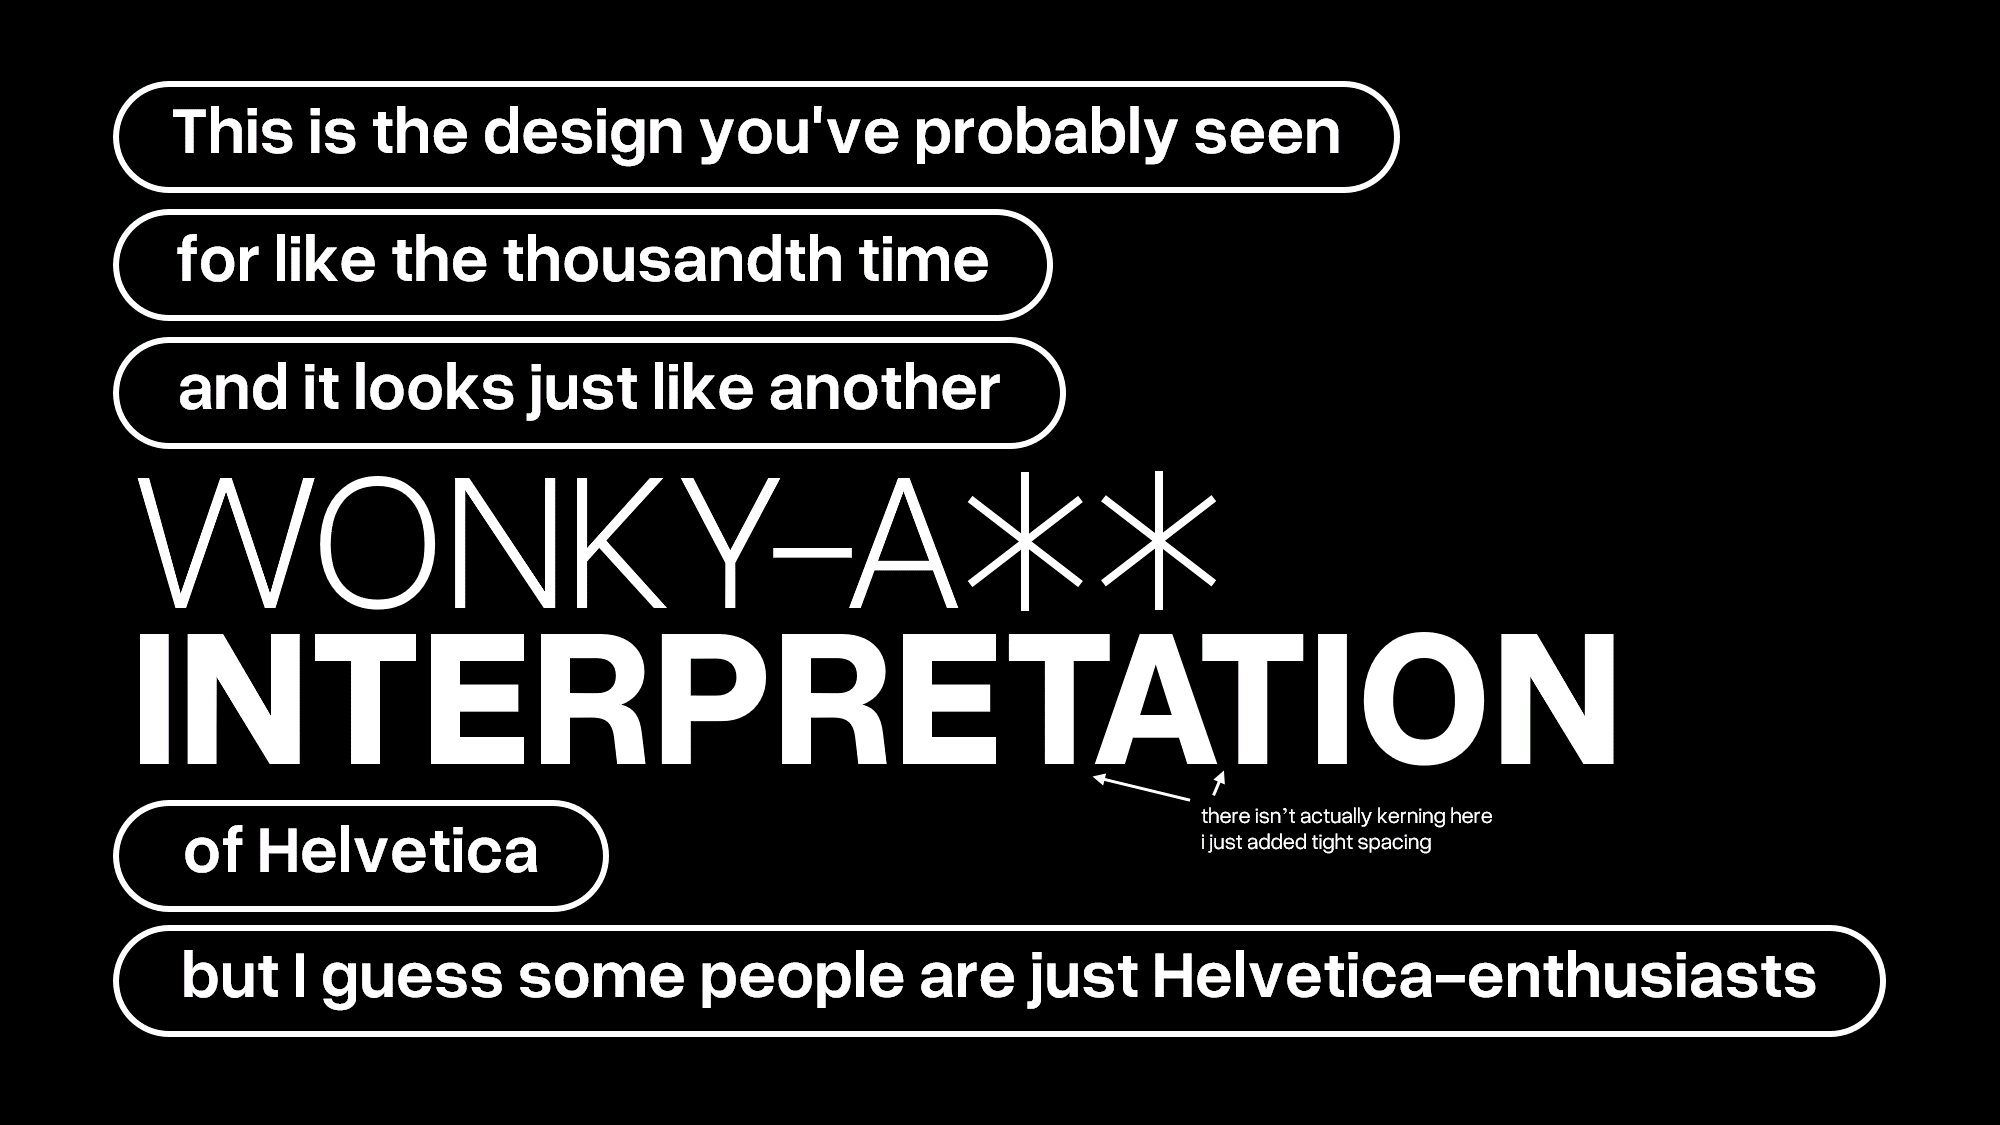 This is the design you've probably seen
for like the thousandth time
and it looks just like another
WONKY–A**
INTERPRETATION
there isn’t actually kerning here
i just added tight spacing
of Helvetica
but I guess some people are just Helvetica–enthusiasts